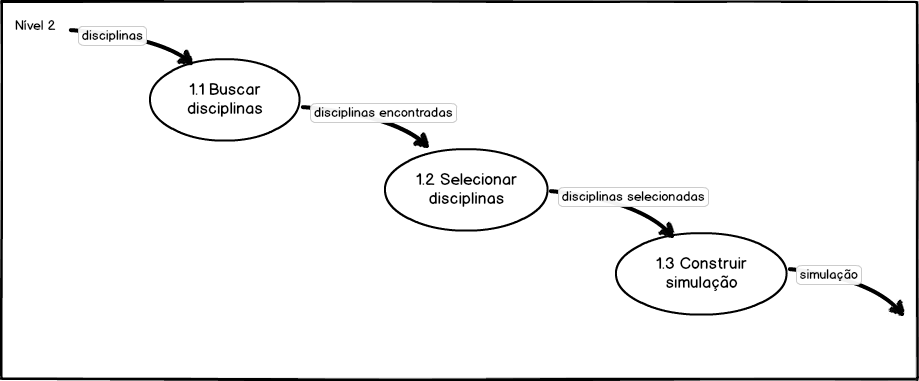 Nível 2
disciplinas
1.1 Buscar
disciplinas
disciplinas encontradas
1.2 Selecionar
disciplinas
disciplinas selecionadas
1.3 Construir
simulação
simulação